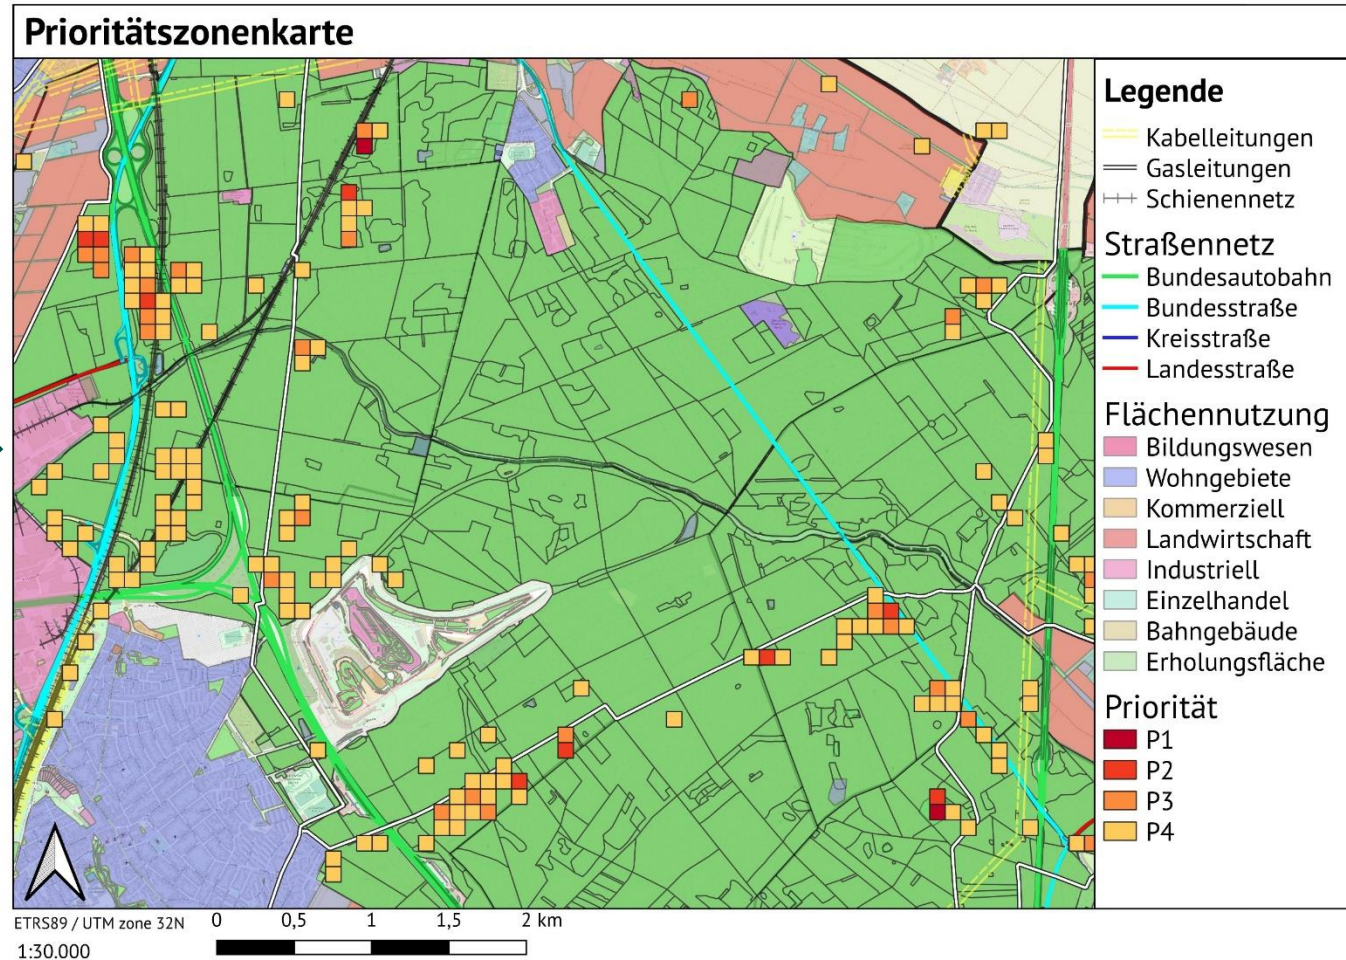 Prioritätszonenkarte
Legende
Kabelleitungen
Gasleitungen
Schienennetz
Straßennetz
Bundesautobahn
Bundesstraße
Kreisstraße
Landesstraße
Flächennutzung
Bildungswesen
Wohngebiete
Kommerziell
Landwirtschaft
Industriell
Einzelhandel
Bahngebäude
Erholungsfläche
Priorität
P1
P2
P3
P4
ETRS89 / UTM zone 32N
0 0,5 1 1,5 2 km
1:30.000